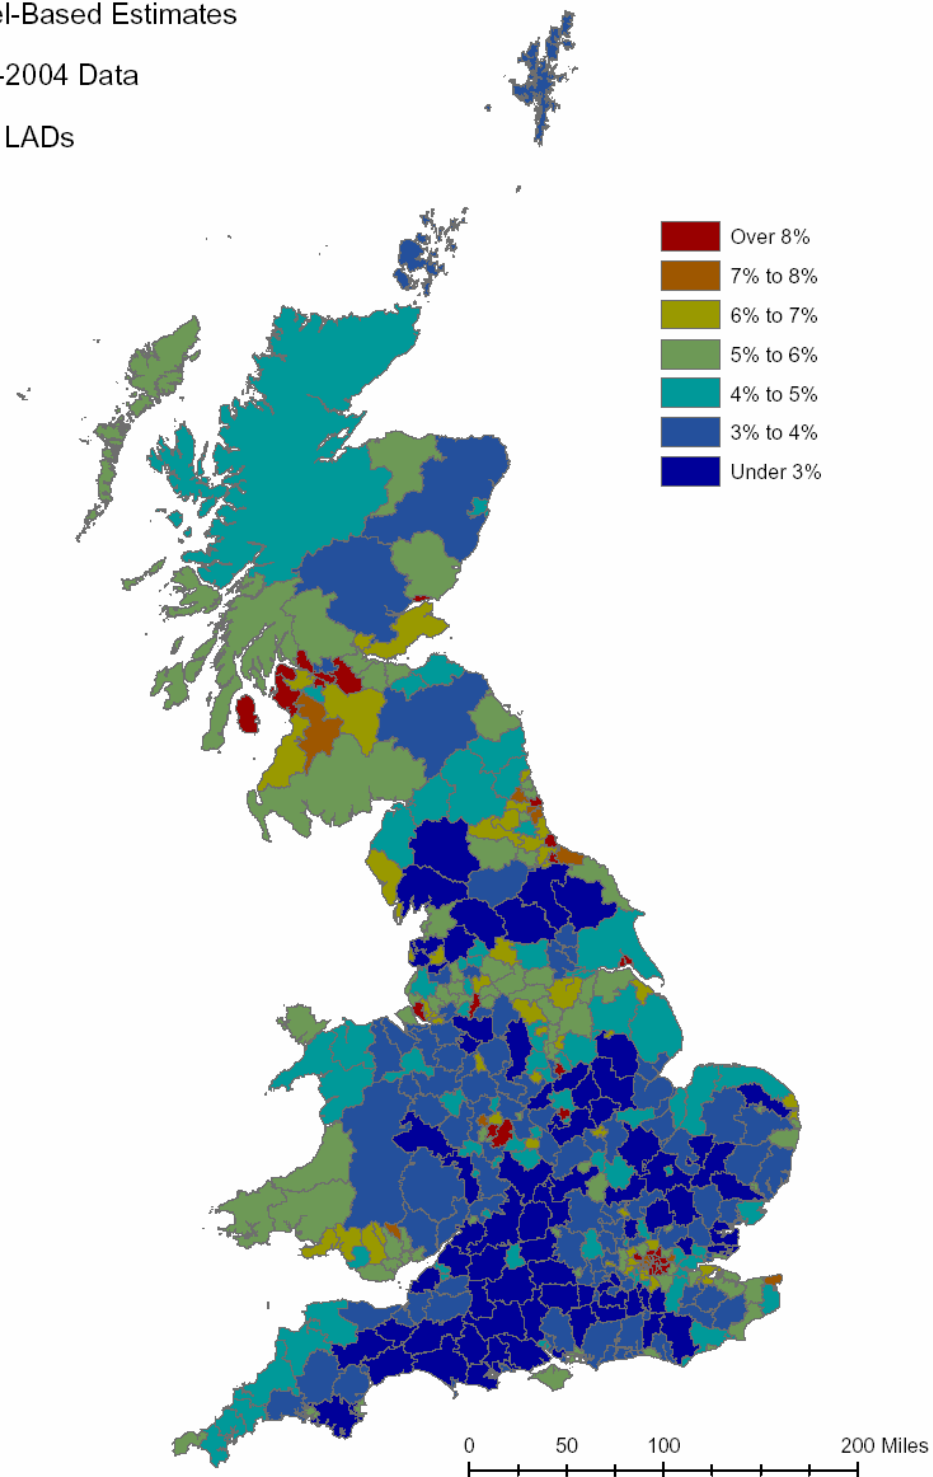 el-Based Estimates
-2004 Data
LADs
Over 8%
7% to 8%
6% to 7%
5% to 6%
4% to 5%
3% to 4%
Under 3%
0 50 100 200 Miles